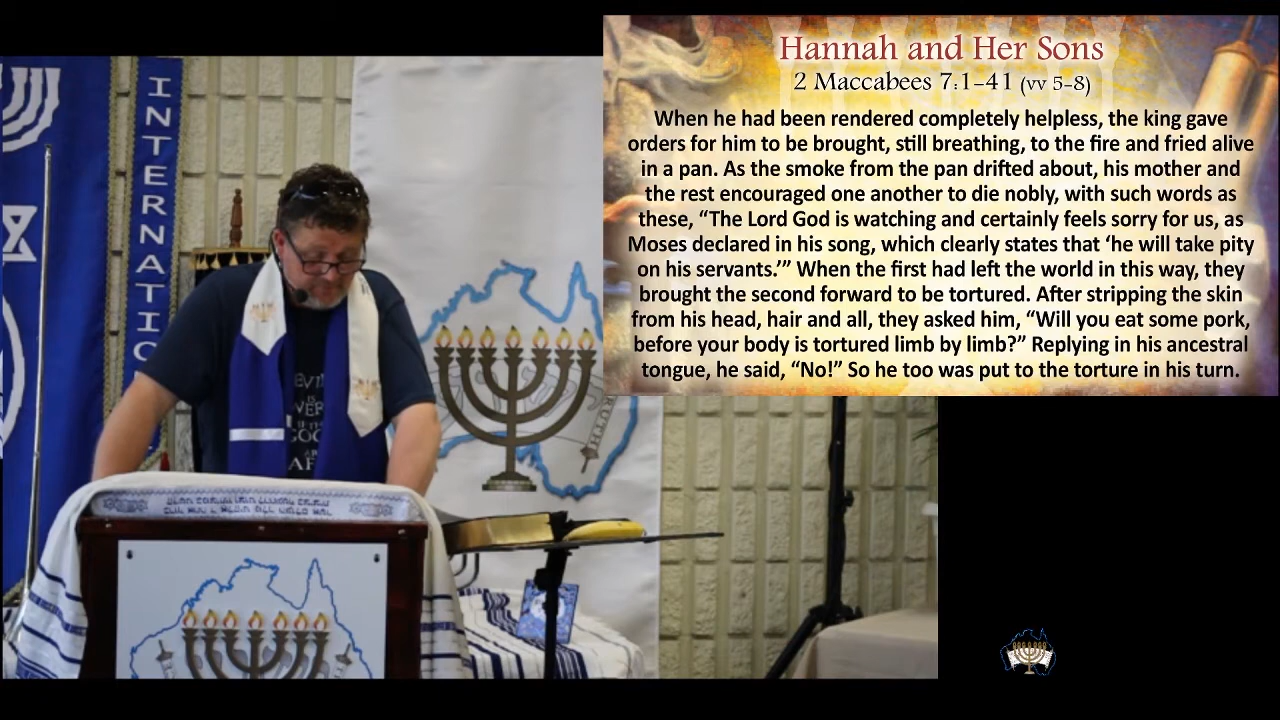 Hannah and Her Sons
2 Maccabees 7:1-41 (vv 5-8)
When he had been rendered completely helpless, the king gave
orders for him to be brought, still breathing, to the fire and fried alive
in a pan. As the smoke from the pan drifted about, his mother and
the rest encouraged one another to die nobly, with such words as
these, “The Lord God is watching and certainly feels sorry for us, as
Moses declared in his song, which clearly states that ‘he will take pity
on his servants.’” When the first had left the world in this way, they
brought the second forward to be tortured. After stripping the skin
from his head, hair and all, they asked him, “Will you eat some pork,
before your body is tortured limb by limb?” Replying in his ancestral
tongue, he said, “No!” So he too was put to the torture in his turn.
INTERNATIO
TRUTH